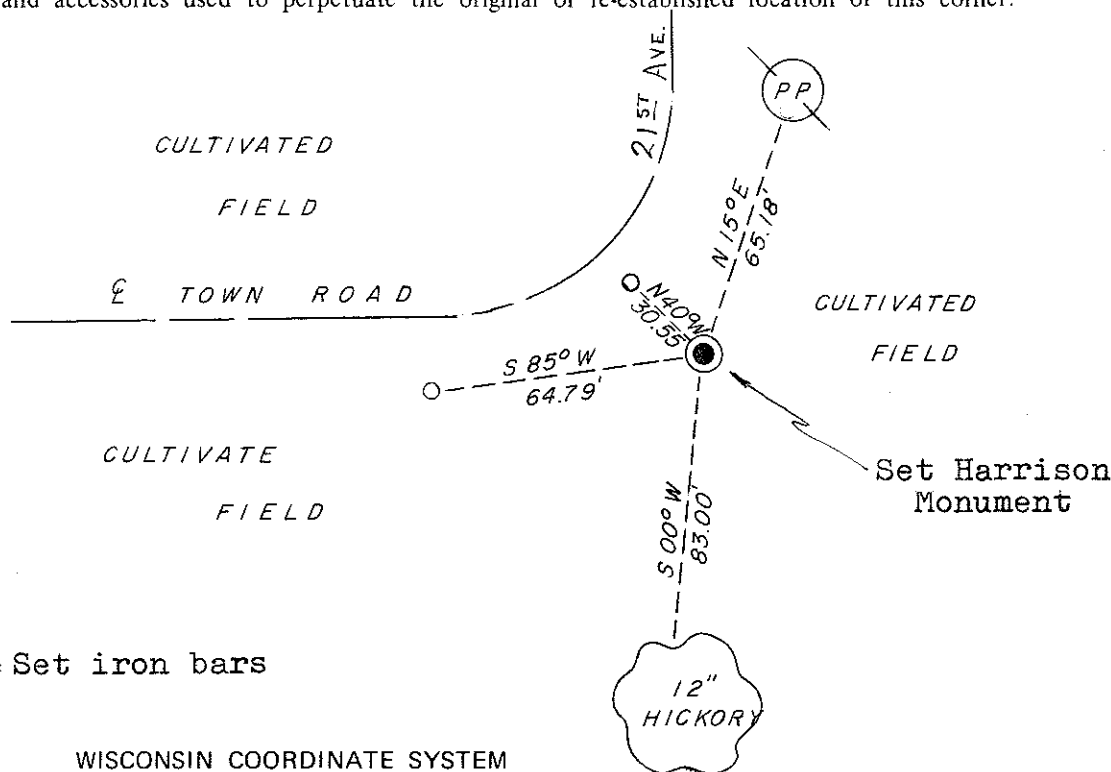 and accessories used to perpetuate the original or re-established location of this corner.
21ST AVE.
PP
CULTIVATED
FIELD
N 15° E
65.18'
℄ TOWN ROAD
N 40° W
30.55'
CULTIVATED
FIELD
S 85° W
64.79'
CULTIVATE
FIELD
Set Harrison
Monument
S 00° W
83.00'
Set iron bars
12"
HICKORY
WISCONSIN COORDINATE SYSTEM